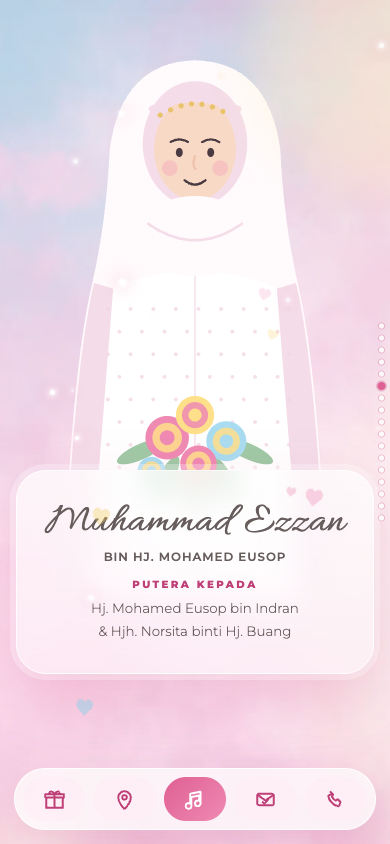 Muhammad Ezzan
BIN HJ. MOHAMED EUSOP
PUTERA KEPADA
Hj. Mohamed Eusop bin Indran
& Hjh. Norsita binti Hj. Buang